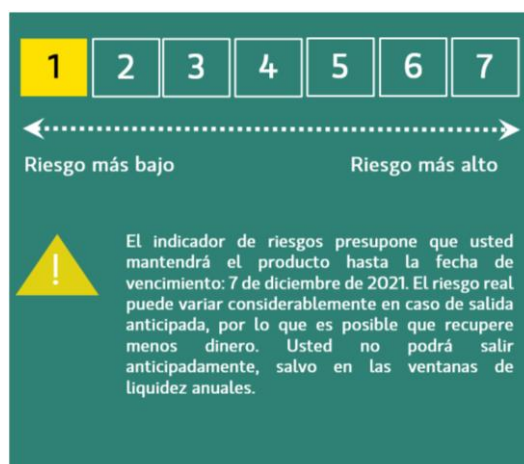 1 2 3 4 5 6 7
Riesgo más bajo Riesgo más alto
!
El indicador de riesgos presupone que usted
mantendrá el producto hasta la fecha de
vencimiento: 7 de diciembre de 2021. El riesgo real
puede variar considerablemente en caso de salida
anticipada, por lo que es posible que recupere
menos dinero. Usted no podrá salir
anticipadamente, salvo en las ventanas de
liquidez anuales.